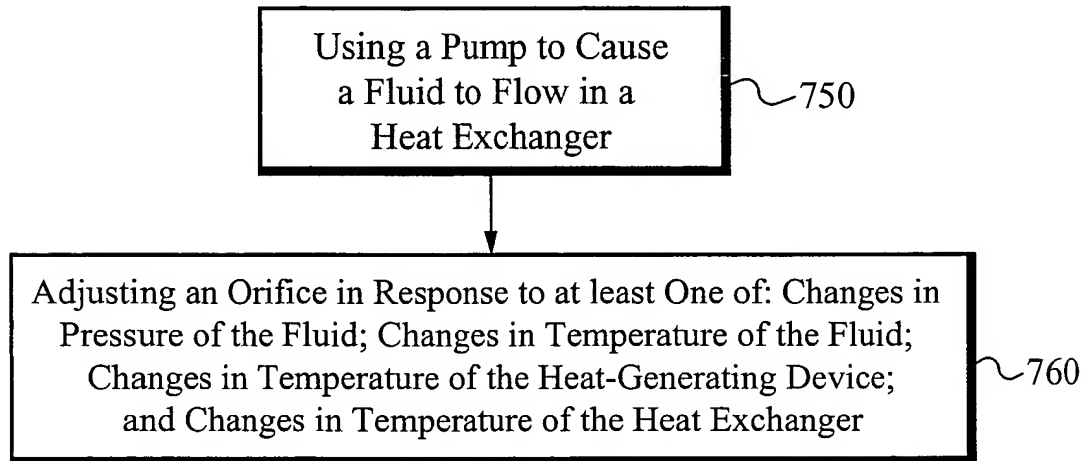 Using a Pump to Cause
a Fluid to Flow in a
Heat Exchanger
750
Adjusting an Orifice in Response to at least One of: Changes in
Pressure of the Fluid; Changes in Temperature of the Fluid;
Changes in Temperature of the Heat-Generating Device;
and Changes in Temperature of the Heat Exchanger
760